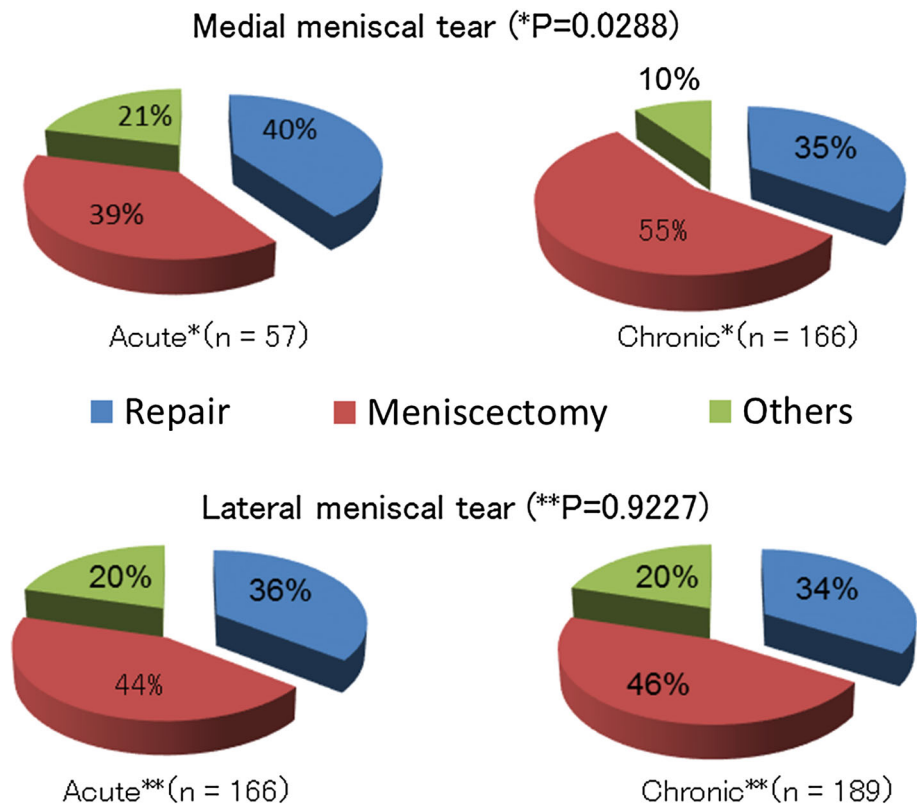 Medial meniscal tear (*P=0.0288)
21%
40%
39%
10%
35%
55%
Acute*(n = 57)
Chronic*(n = 166)
Repair
Meniscectomy
Others
Lateral meniscal tear (**P=0.9227)
20%
36%
44%
20%
34%
46%
Acute**(n = 166)
Chronic**(n = 189)